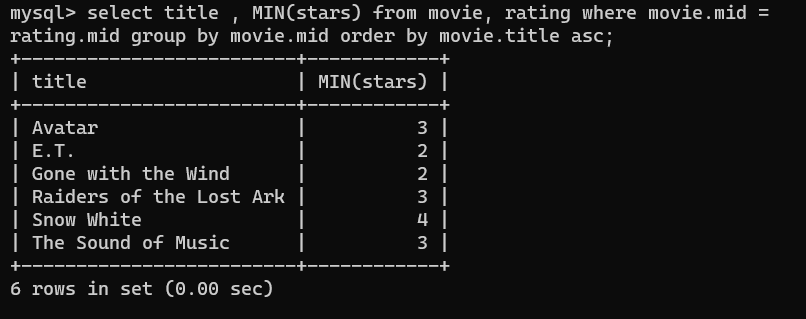 mysql> select title , MIN(stars) from movie, rating where movie.mid =
rating.mid group by movie.mid order by movie.title asc;
+-------------------------+------------+
| title                   | MIN(stars) |
+-------------------------+------------+
| Avatar                  |          3 |
| E.T.                    |          2 |
| Gone with the Wind      |          2 |
| Raiders of the Lost Ark |          3 |
| Snow White              |          4 |
| The Sound of Music      |          3 |
+-------------------------+------------+
6 rows in set (0.00 sec)